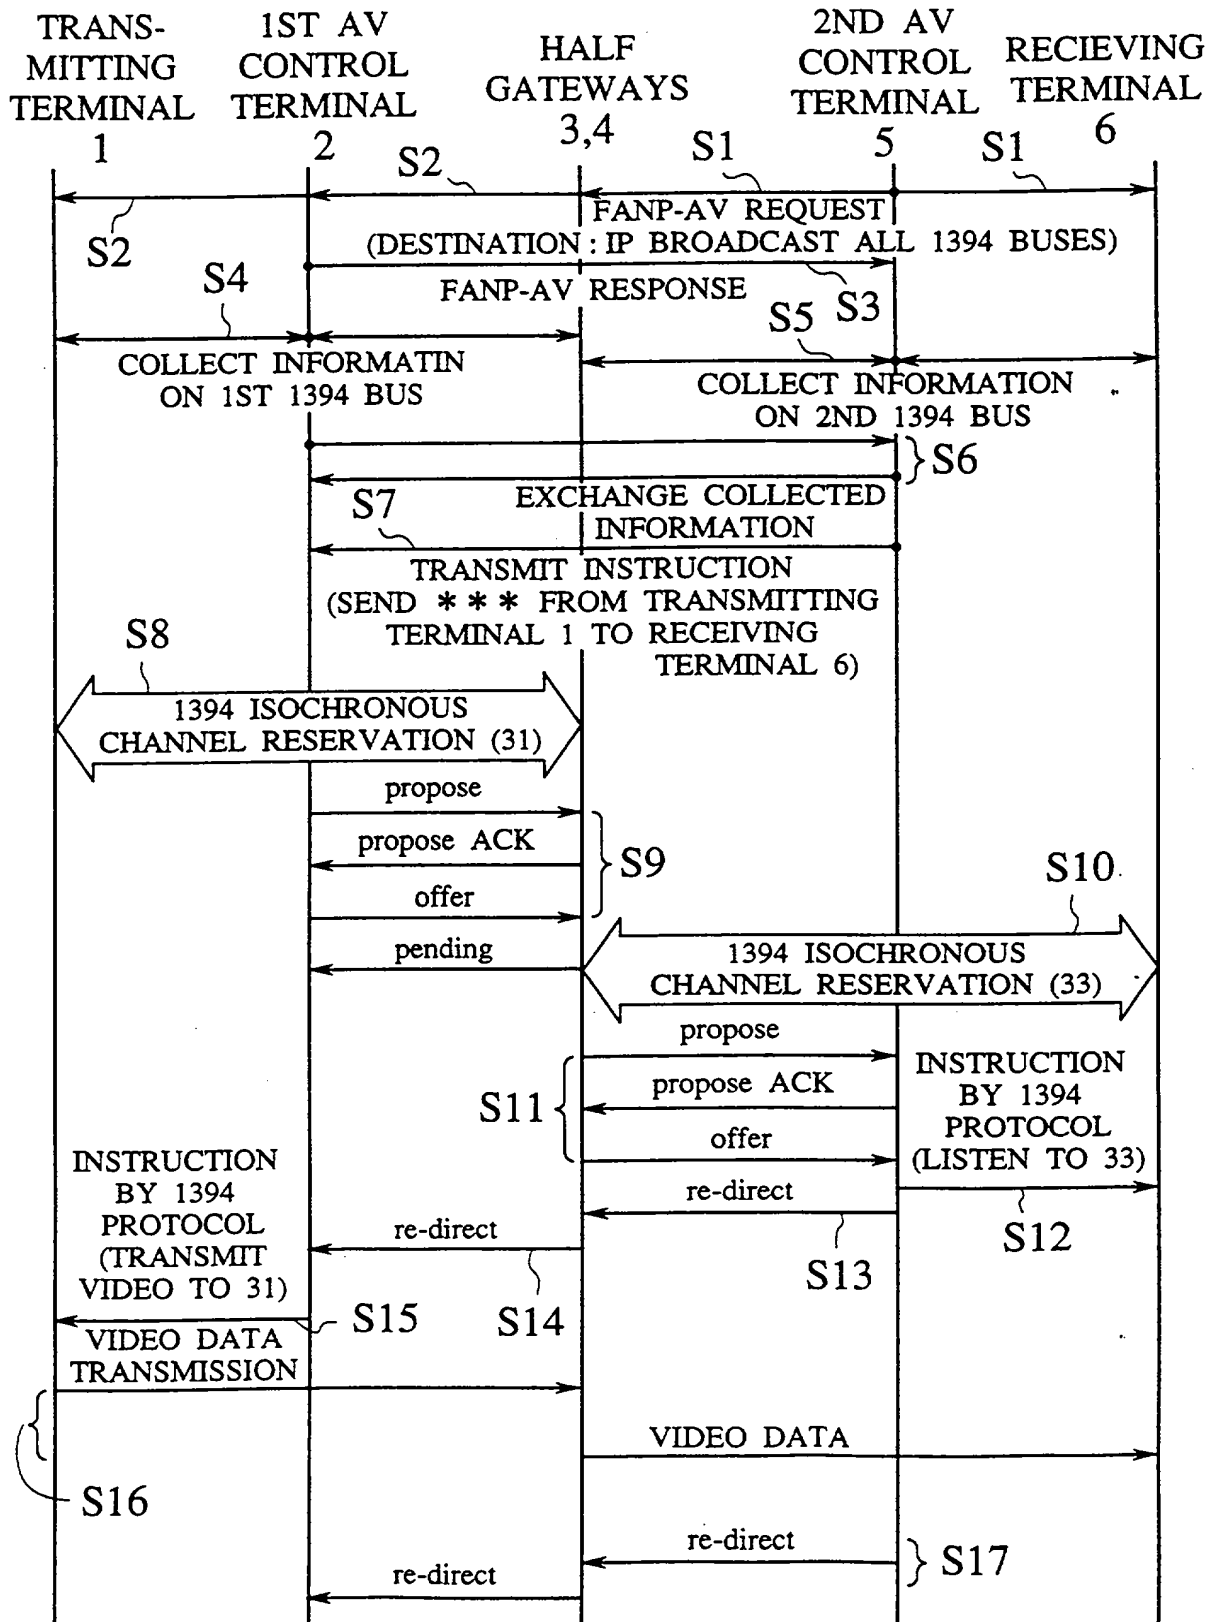 TRANS-
MITTING
TERMINAL
1
1ST AV
CONTROL
TERMINAL
2
HALF
GATEWAYS
3,4
2ND AV
CONTROL
TERMINAL
5
RECIEVING
TERMINAL
6
S2
S1
S1
S2
FANP-AV REQUEST
(DESTINATION : IP BROADCAST ALL 1394 BUSES)
S4
FANP-AV RESPONSE
S3
S5
COLLECT INFORMATIN
ON 1ST 1394 BUS
COLLECT INFORMATION
ON 2ND 1394 BUS
S6
S7
EXCHANGE COLLECTED
INFORMATION
TRANSMIT INSTRUCTION
(SEND * * * FROM TRANSMITTING
TERMINAL 1 TO RECEIVING
TERMINAL 6)
S8
1394 ISOCHRONOUS
CHANNEL RESERVATION (31)
propose
propose ACK
S9
offer
S10
pending
1394 ISOCHRONOUS
CHANNEL RESERVATION (33)
propose
propose ACK
S11
offer
INSTRUCTION
BY 1394
PROTOCOL
(LISTEN TO 33)
S12
re-direct
S13
re-direct
S14
INSTRUCTION
BY 1394
PROTOCOL
(TRANSMIT
VIDEO TO 31)
S15
VIDEO DATA
TRANSMISSION
VIDEO DATA
S16
re-direct
S17
re-direct